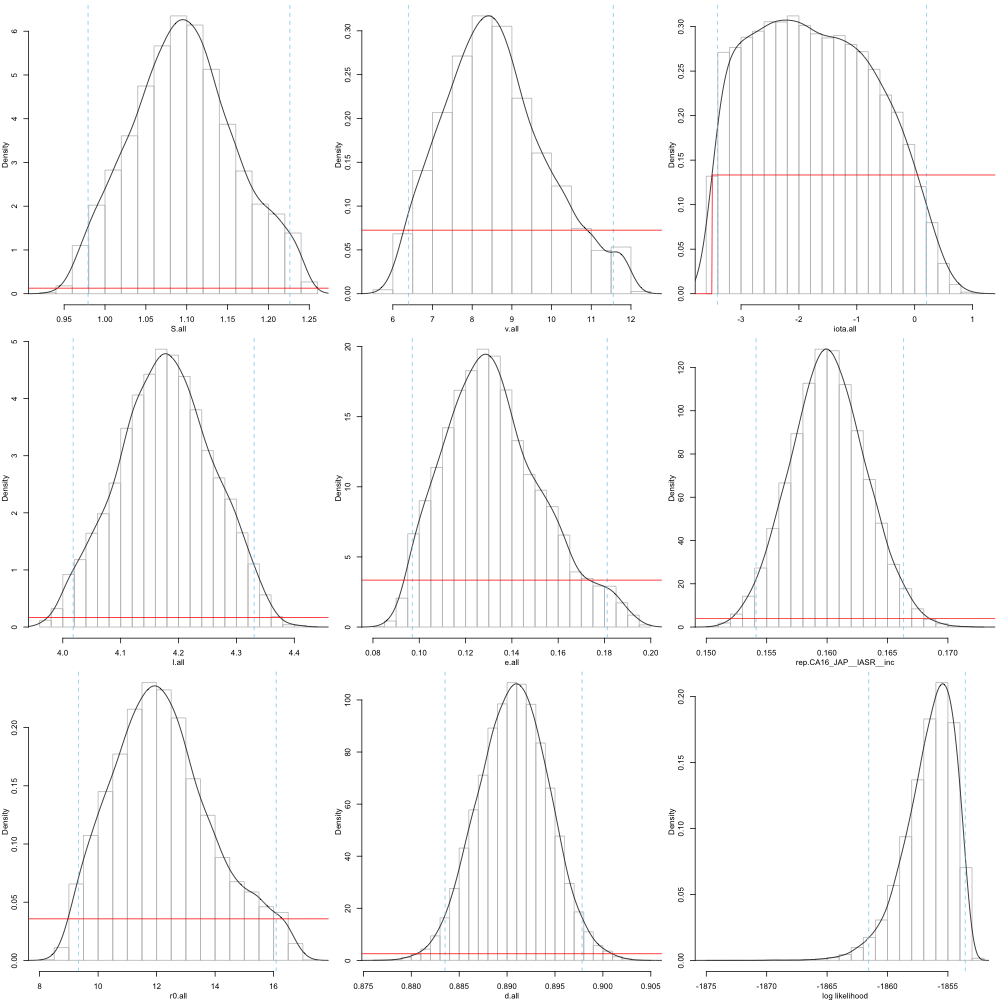 Density
0 1 2 3 4 5 6
0.95 1.00 1.05 1.10 1.15 1.20 1.25
S.all
Density
0.00 0.05 0.10 0.15 0.20 0.25 0.30
6 7 8 9 10 11 12
v.all
Density
0.00 0.05 0.10 0.15 0.20 0.25 0.30
-3 -2 -1 0 1
iota.all
Density
0 1 2 3 4 5
4.0 4.1 4.2 4.3 4.4
l.all
Density
0 5 10 15 20
0.08 0.10 0.12 0.14 0.16 0.18 0.20
e.all
Density
0 20 40 60 80 100 120
0.150 0.155 0.160 0.165 0.170
rep.CA16_JAP__IASR__inc
Density
0.00 0.05 0.10 0.15 0.20
8 10 12 14 16
r0.all
Density
0 20 40 60 80 100
0.875 0.880 0.885 0.890 0.895 0.900 0.905
d.all
Density
0.00 0.05 0.10 0.15 0.20
-1875 -1870 -1865 -1860 -1855
log likelihood